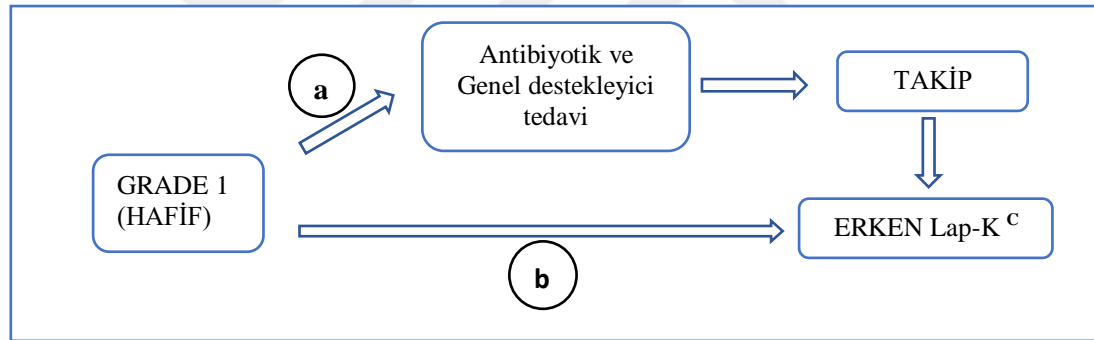 a
Antibiyotik ve
Genel destekleyici
tedavi
TAKİP
GRADE 1
(HAFİF)
ERKEN Lap-K C
b